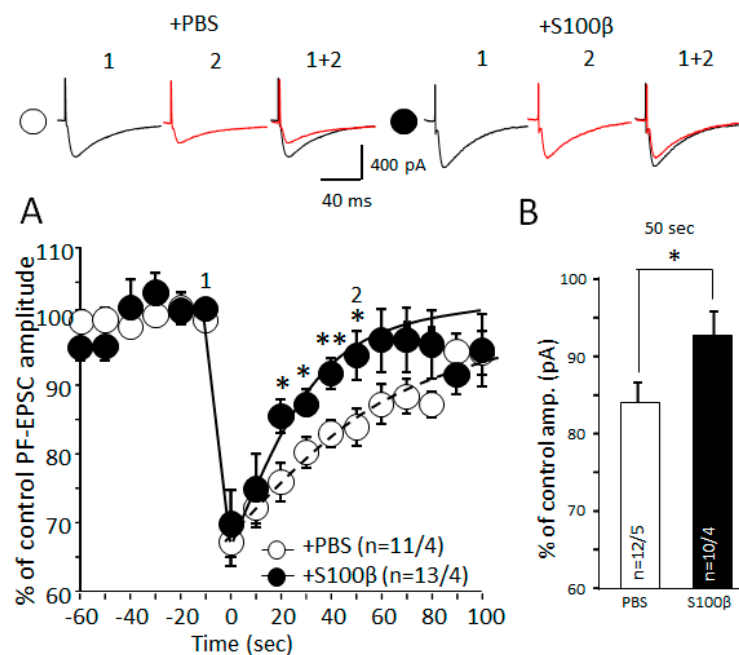 +PBS
+S100β
1 2 1+2
1 2 1+2
400 pA
40 ms
A
% of control PF-EPSC amplitude
110
100
90
80
70
60
1
2
*
*
**
*
+PBS (n=11/4)
+S100β (n=13/4)
-60 -40 -20 0 20 40 60 80 100
Time (sec)
B
50 sec
*
% of control amp. (pA)
100
90
80
70
60
n=12/5
n=10/4
PBS S100β